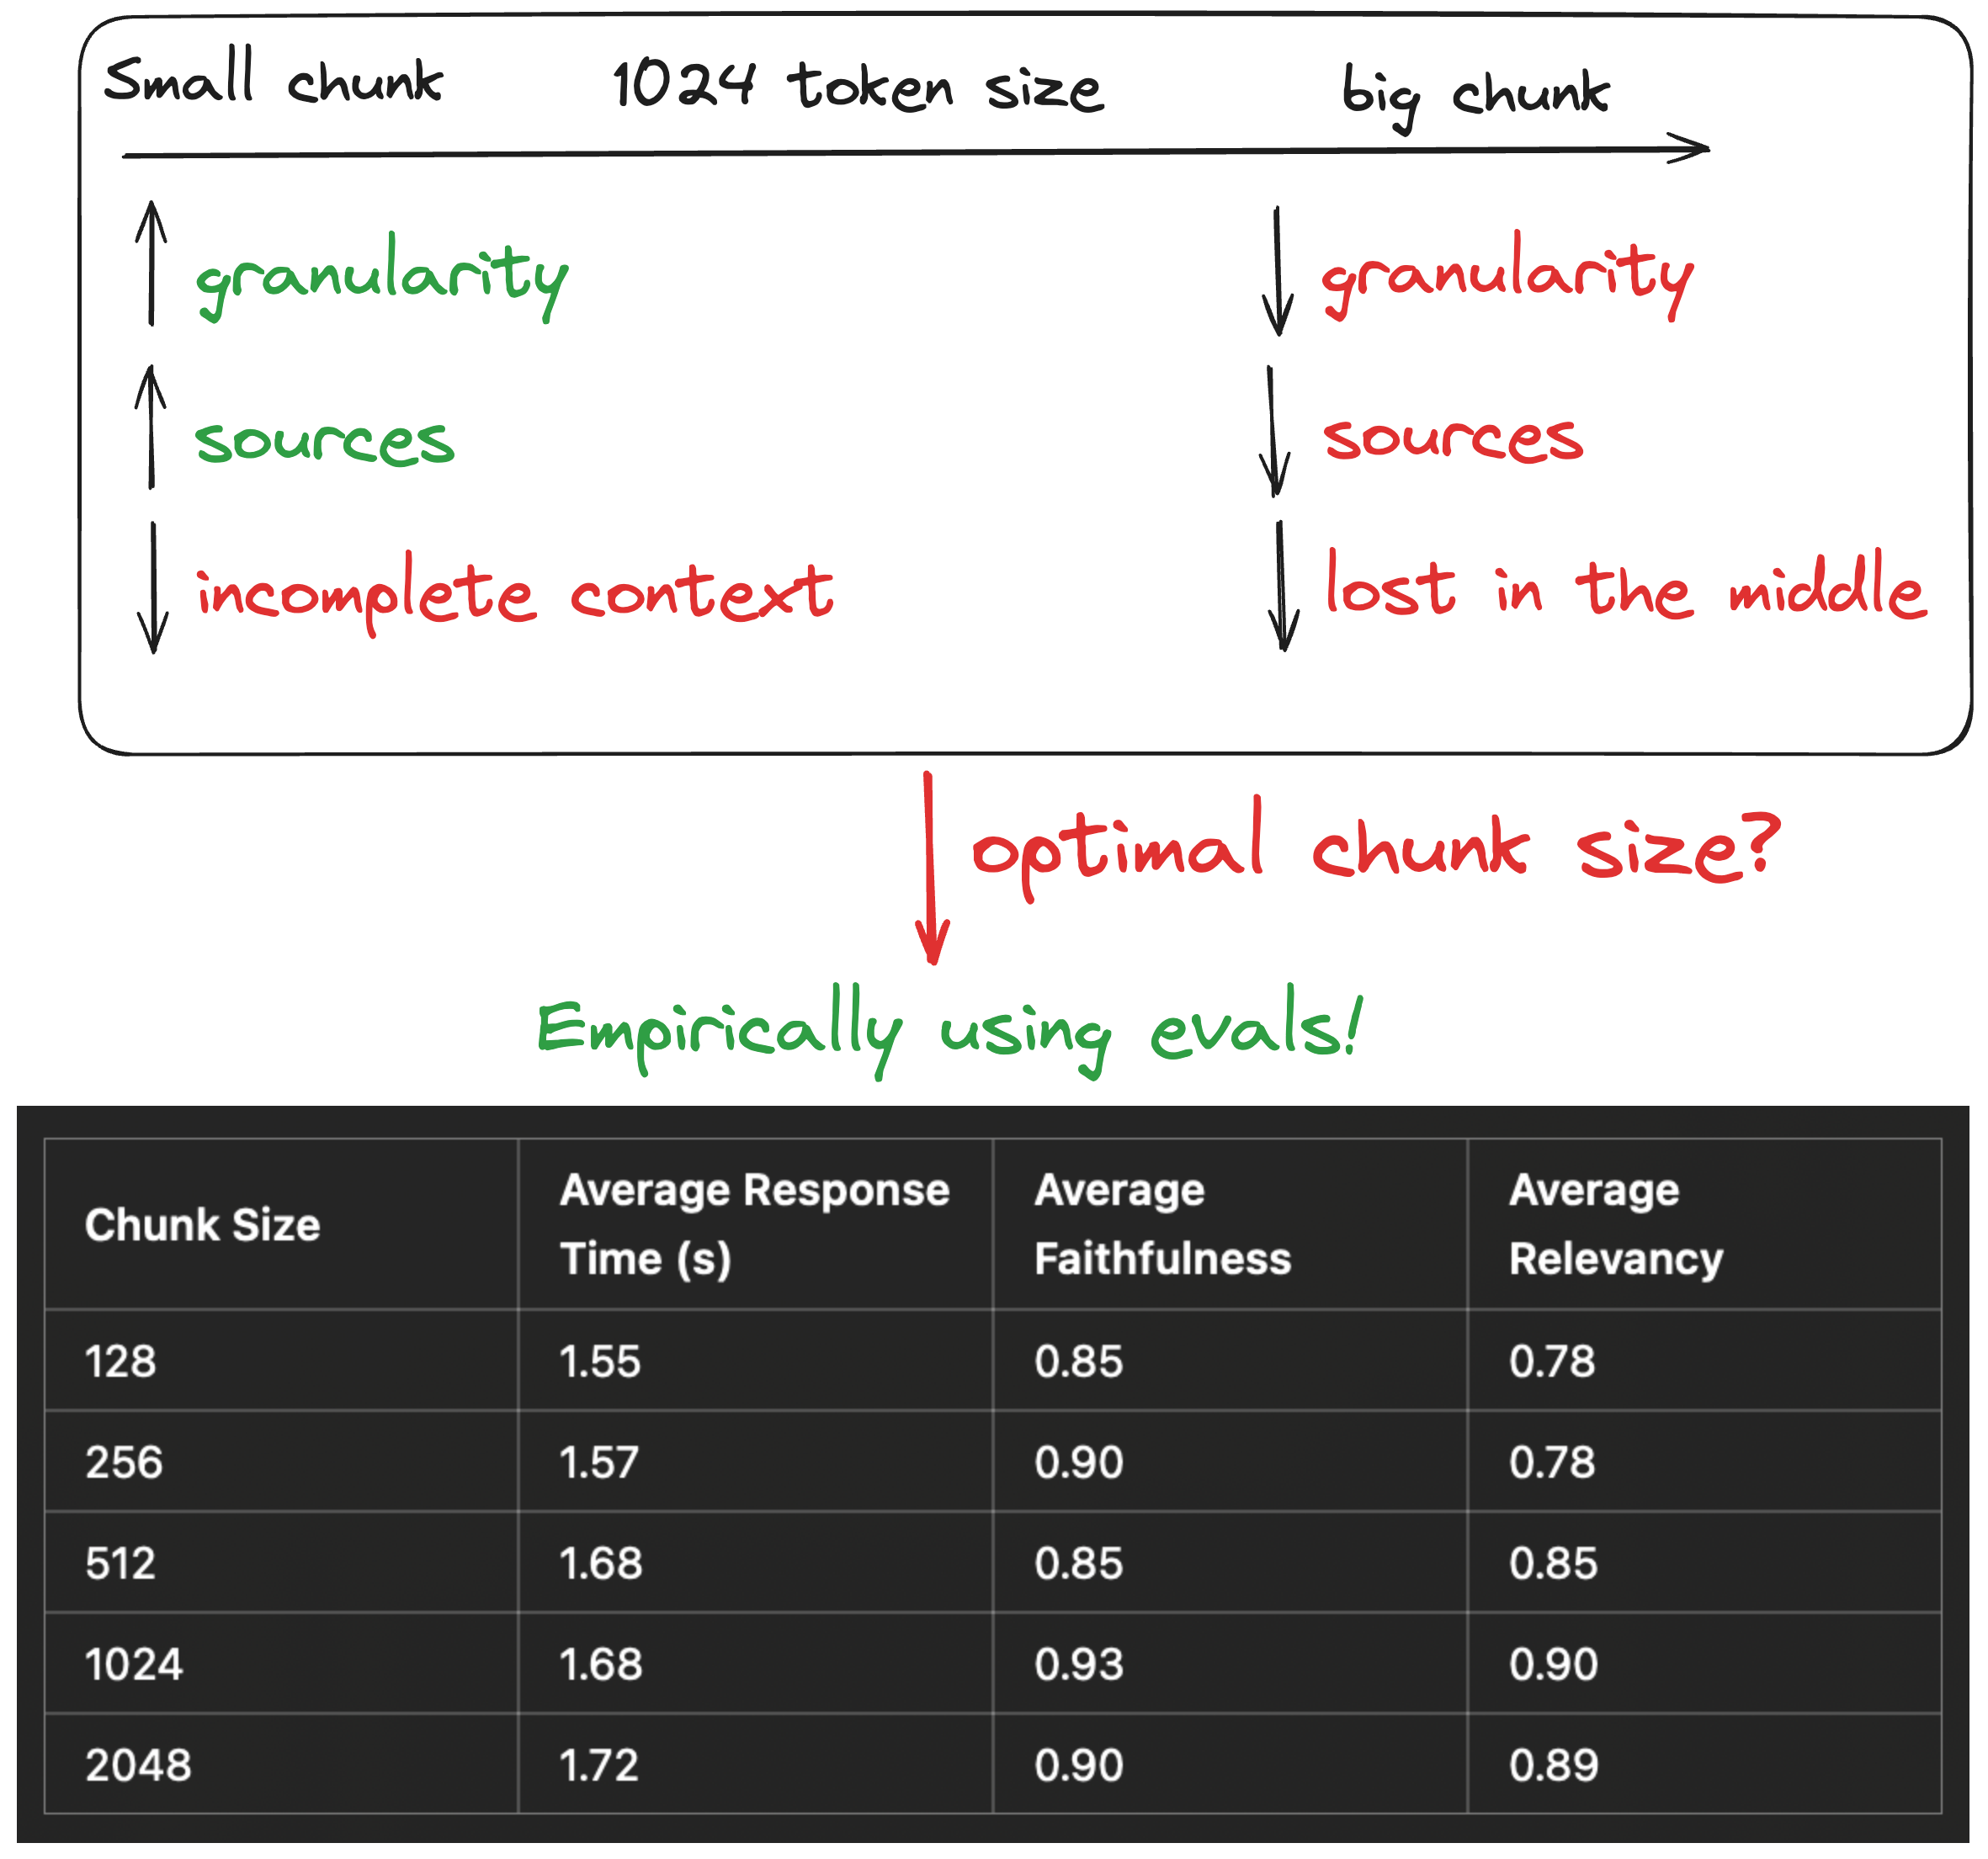 Small chunk 1024 token size big chunk
granularity granularity
sources sources
incomplete context lost in the middle
optimal chunk size?
Empirically using evals!
Chunk Size Average Response Time (s) Average Faithfulness Average Relevancy
128 1.55 0.85 0.78
256 1.57 0.90 0.78
512 1.68 0.85 0.85
1024 1.68 0.93 0.90
2048 1.72 0.90 0.89